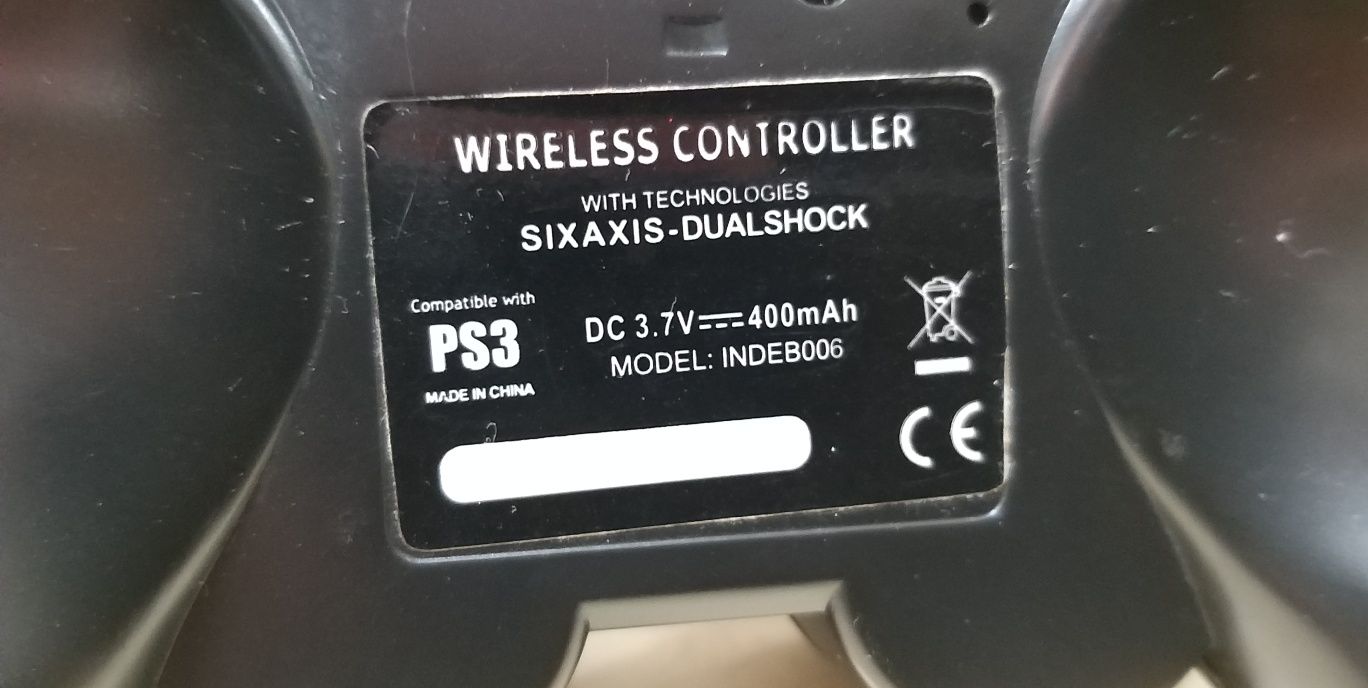 WIRELESS CONTROLLER
WITH TECHNOLOGIES
SIXAXIS-DUALSHOCK
Compatible with
PS3
MADE IN CHINA
DC 3.7V⎓400mAh
MODEL: INDEB006
CE